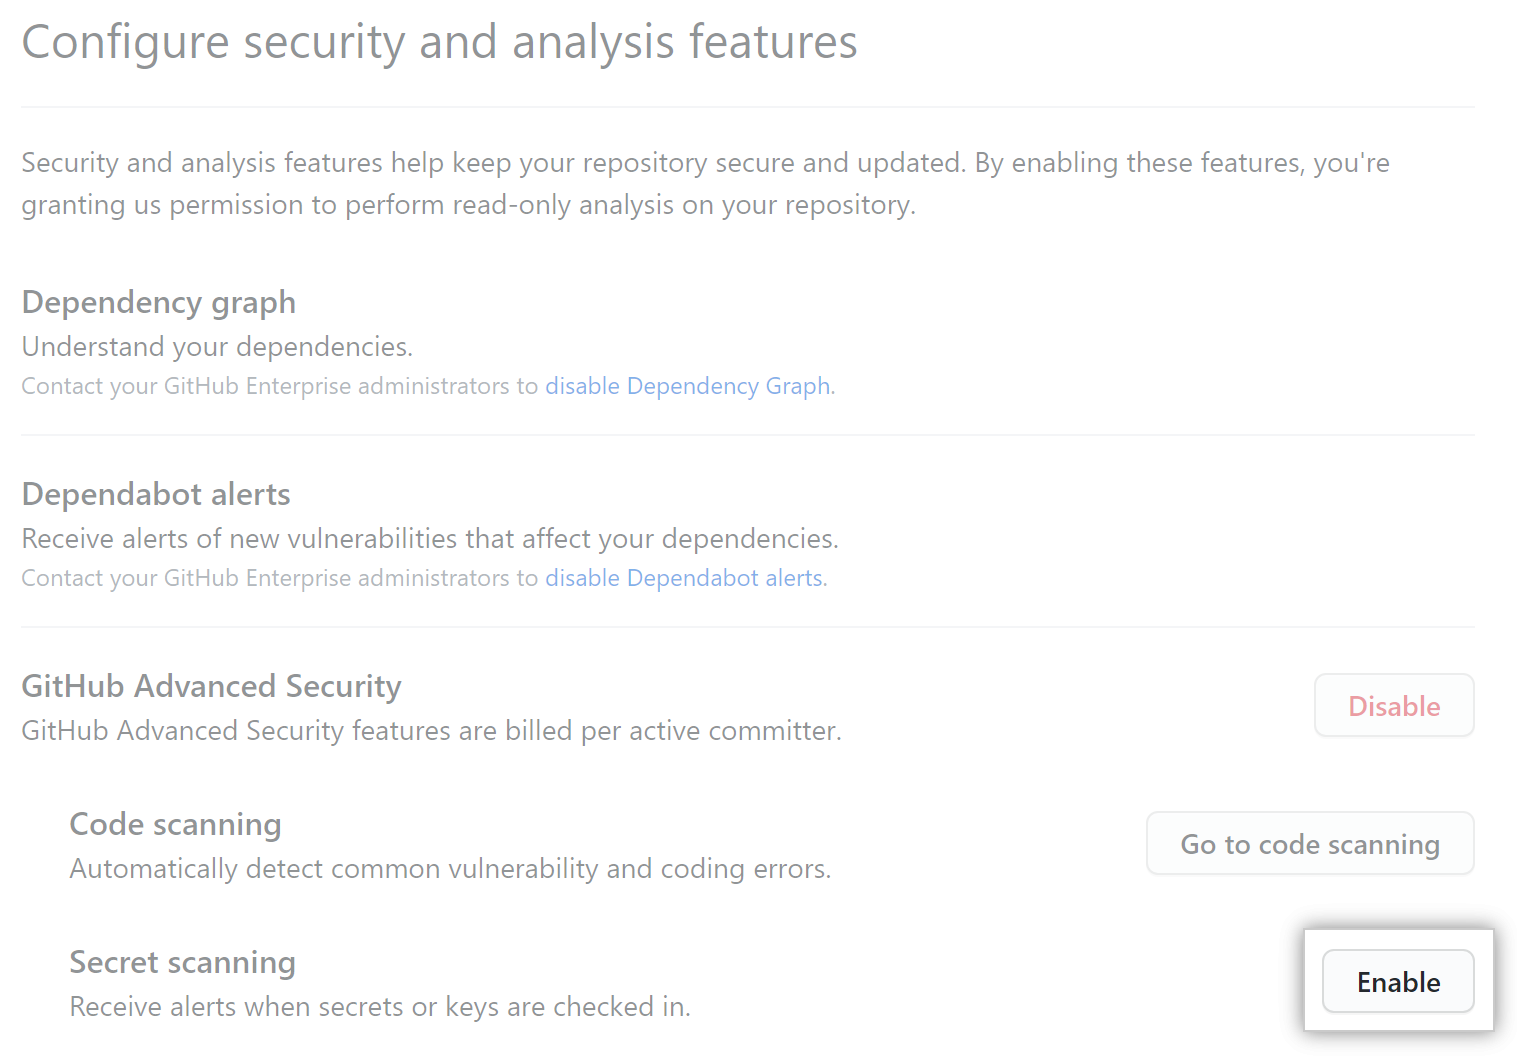 Configure security and analysis features
Security and analysis features help keep your repository secure and updated. By enabling these features, you're
granting us permission to perform read-only analysis on your repository.
Dependency graph
Understand your dependencies.
Contact your GitHub Enterprise administrators to disable Dependency Graph.
Dependabot alerts
Receive alerts of new vulnerabilities that affect your dependencies.
Contact your GitHub Enterprise administrators to disable Dependabot alerts.
GitHub Advanced Security
Disable
GitHub Advanced Security features are billed per active committer.
Code scanning
Go to code scanning
Automatically detect common vulnerability and coding errors.
Secret scanning
Enable
Receive alerts when secrets or keys are checked in.